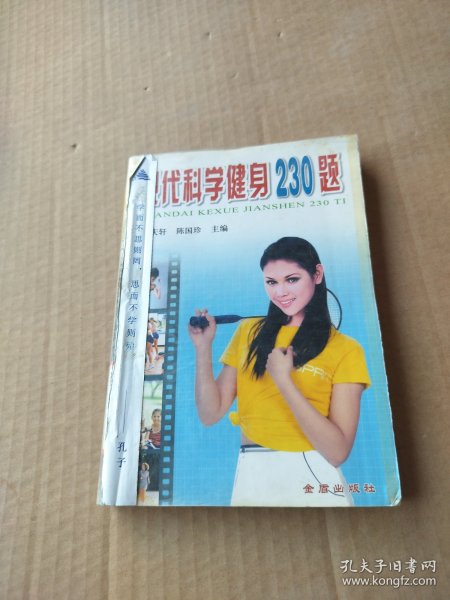 代科学健身230题
ANDAI KEXUE JIANSHEN 230 TI
轩 陈国珍 主编
学而不思则罔，思而不学则殆
孔子
金盾出版社
孔夫子旧书网
www.kongfz.com